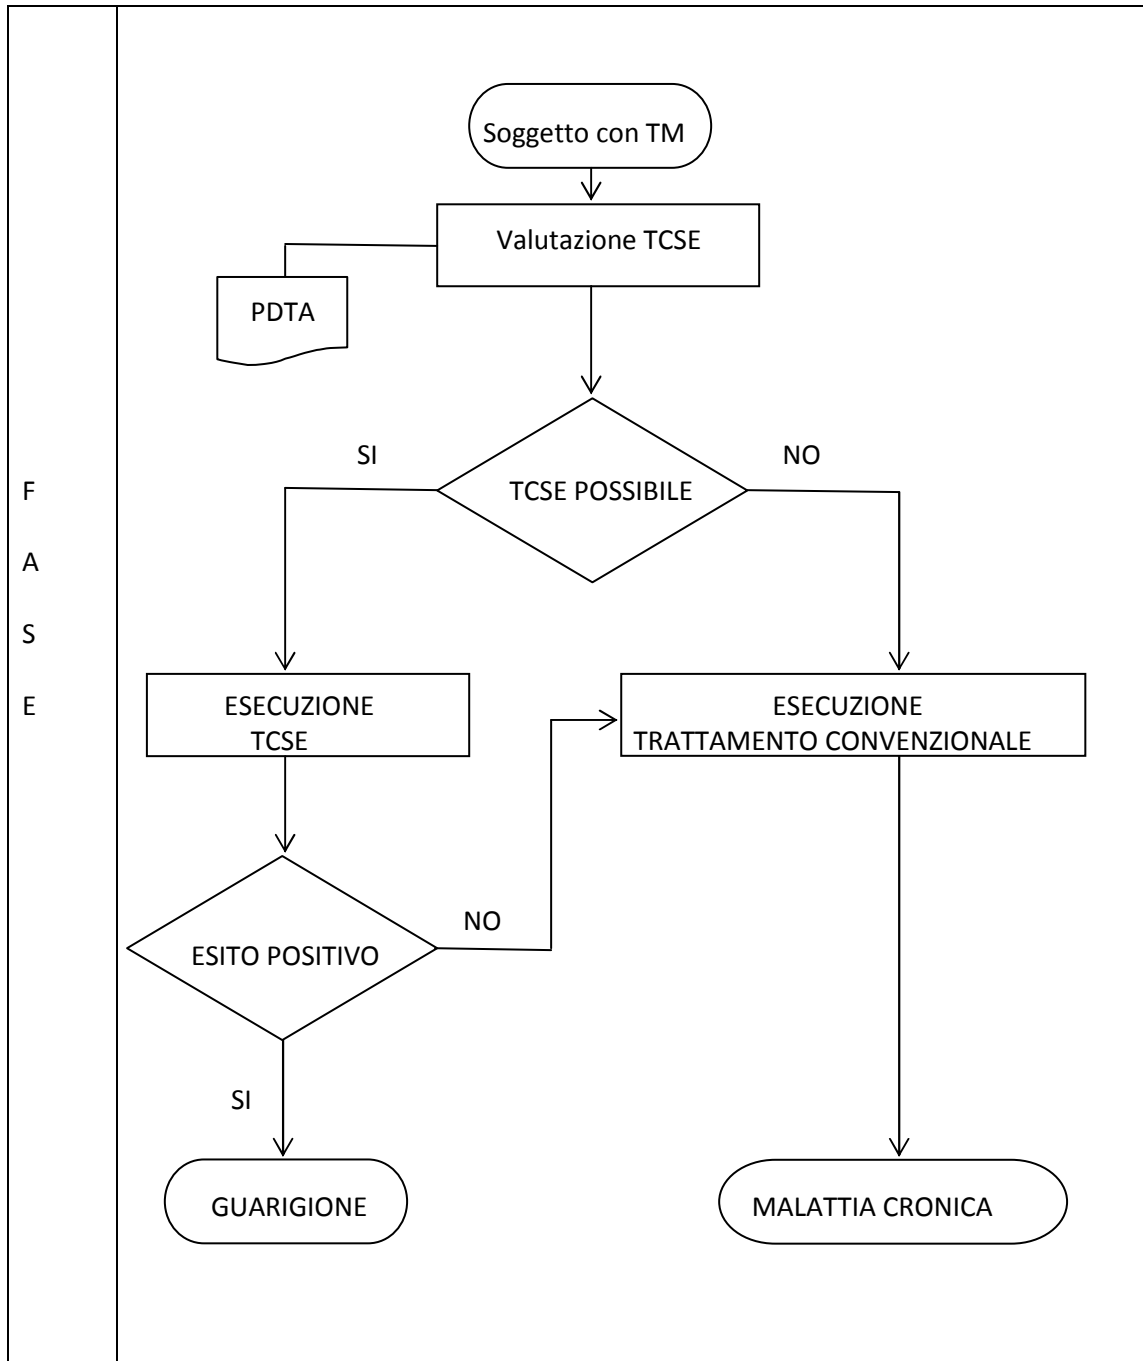 Soggetto con TM
Valutazione TCSE
PDTA
SI
NO
TCSE POSSIBILE
F
A
S
E
ESECUZIONE
TCSE
ESECUZIONE
TRATTAMENTO CONVENZIONALE
NO
ESITO POSITIVO
SI
GUARIGIONE
MALATTIA CRONICA